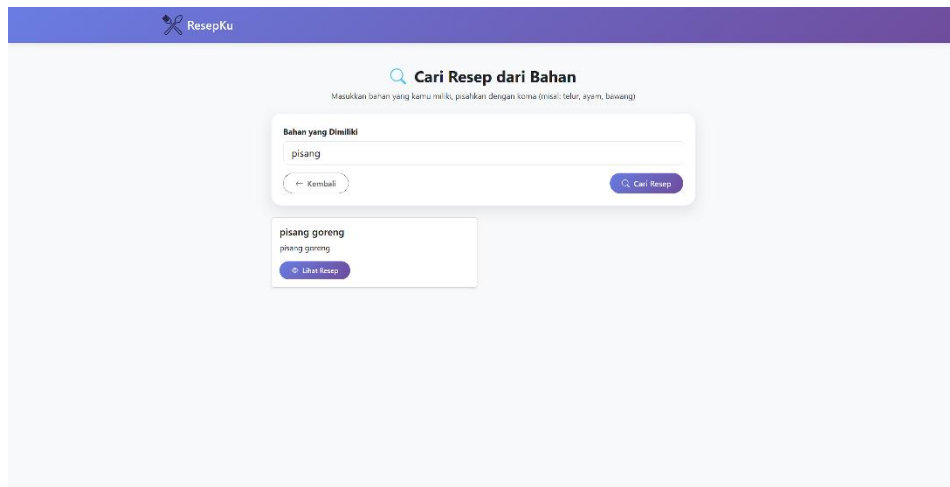 ResepKu
Cari Resep dari Bahan
Masukkan bahan yang kamu miliki, pisahkan dengan koma (misal: telur, ayam, bawang)
Bahan yang Dimiliki
pisang
← Kembali
Cari Resep
pisang goreng
pisang goreng
Lihat Resep